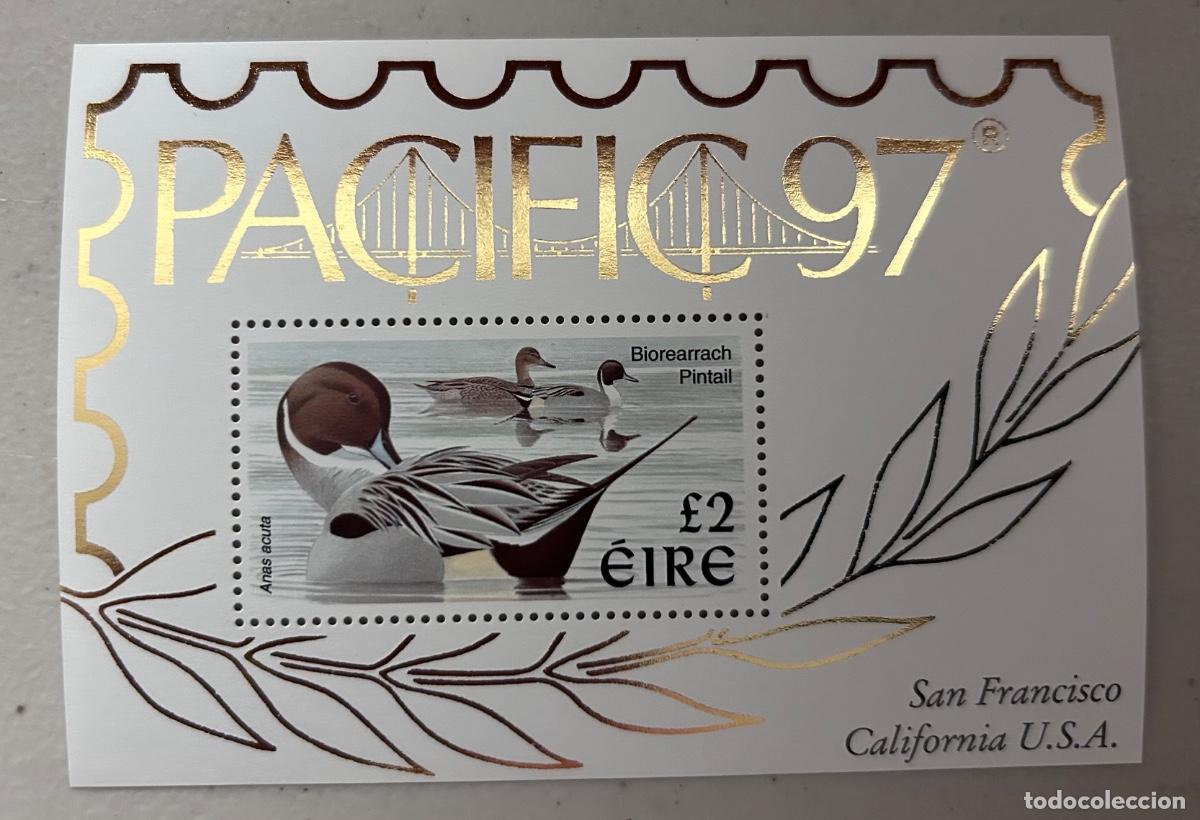 PACIFIC 97®
Biorearrach
Pintail
Anas acuta
£2
ÉIRE
San Francisco
California U.S.A.
todocoleccion